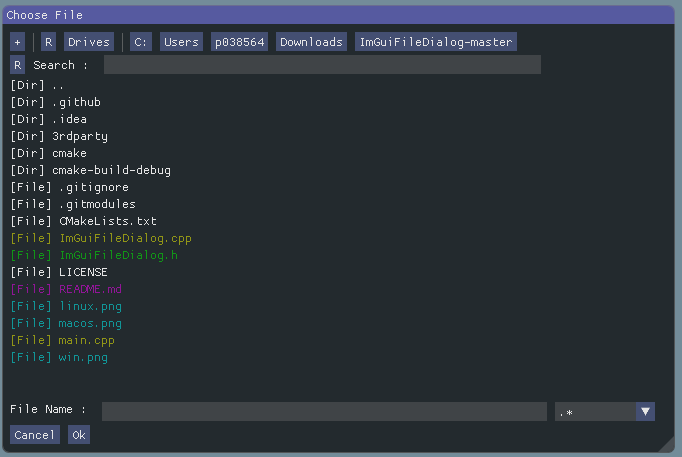 Choose File
+ R Drives C: Users p038564 Downloads ImGuiFileDialog-master
R Search :
[Dir] ..
[Dir] .github
[Dir] .idea
[Dir] 3rdparty
[Dir] cmake
[Dir] cmake-build-debug
[File] .gitignore
[File] .gitmodules
[File] CMakeLists.txt
[File] ImGuiFileDialog.cpp
[File] ImGuiFileDialog.h
[File] LICENSE
[File] README.md
[File] linux.png
[File] macos.png
[File] main.cpp
[File] win.png
File Name : .*
Cancel Ok